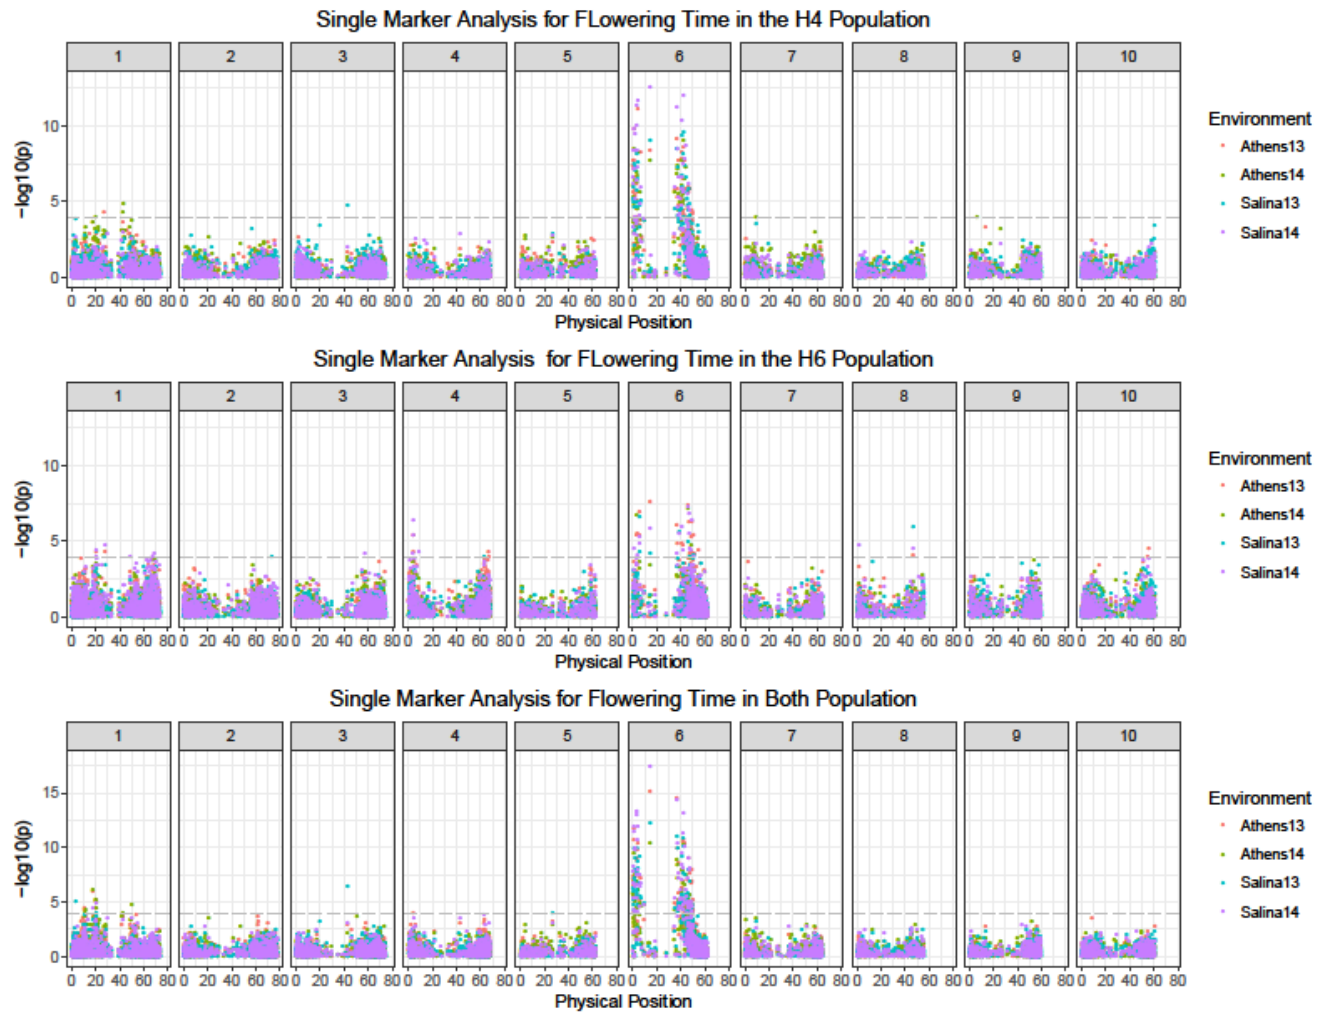 Single Marker Analysis for FLowering Time in the H4 Population
1 2 3 4 5 6 7 8 9 10
10
5
0
-log10(p)
0 20 40 60 80 0 20 40 60 80 0 20 40 60 80 0 20 40 60 80 0 20 40 60 80 0 20 40 60 80 0 20 40 60 80 0 20 40 60 80 0 20 40 60 80 0 20 40 60 80
Physical Position
Environment
Athens13
Athens14
Salina13
Salina14
Single Marker Analysis  for FLowering Time in the H6 Population
1 2 3 4 5 6 7 8 9 10
10
5
0
-log10(p)
0 20 40 60 80 0 20 40 60 80 0 20 40 60 80 0 20 40 60 80 0 20 40 60 80 0 20 40 60 80 0 20 40 60 80 0 20 40 60 80 0 20 40 60 80 0 20 40 60 80
Physical Position
Environment
Athens13
Athens14
Salina13
Salina14
Single Marker Analysis for Flowering Time in Both Population
1 2 3 4 5 6 7 8 9 10
15
10
5
0
-log10(p)
0 20 40 60 80 0 20 40 60 80 0 20 40 60 80 0 20 40 60 80 0 20 40 60 80 0 20 40 60 80 0 20 40 60 80 0 20 40 60 80 0 20 40 60 80 0 20 40 60 80
Physical Position
Environment
Athens13
Athens14
Salina13
Salina14